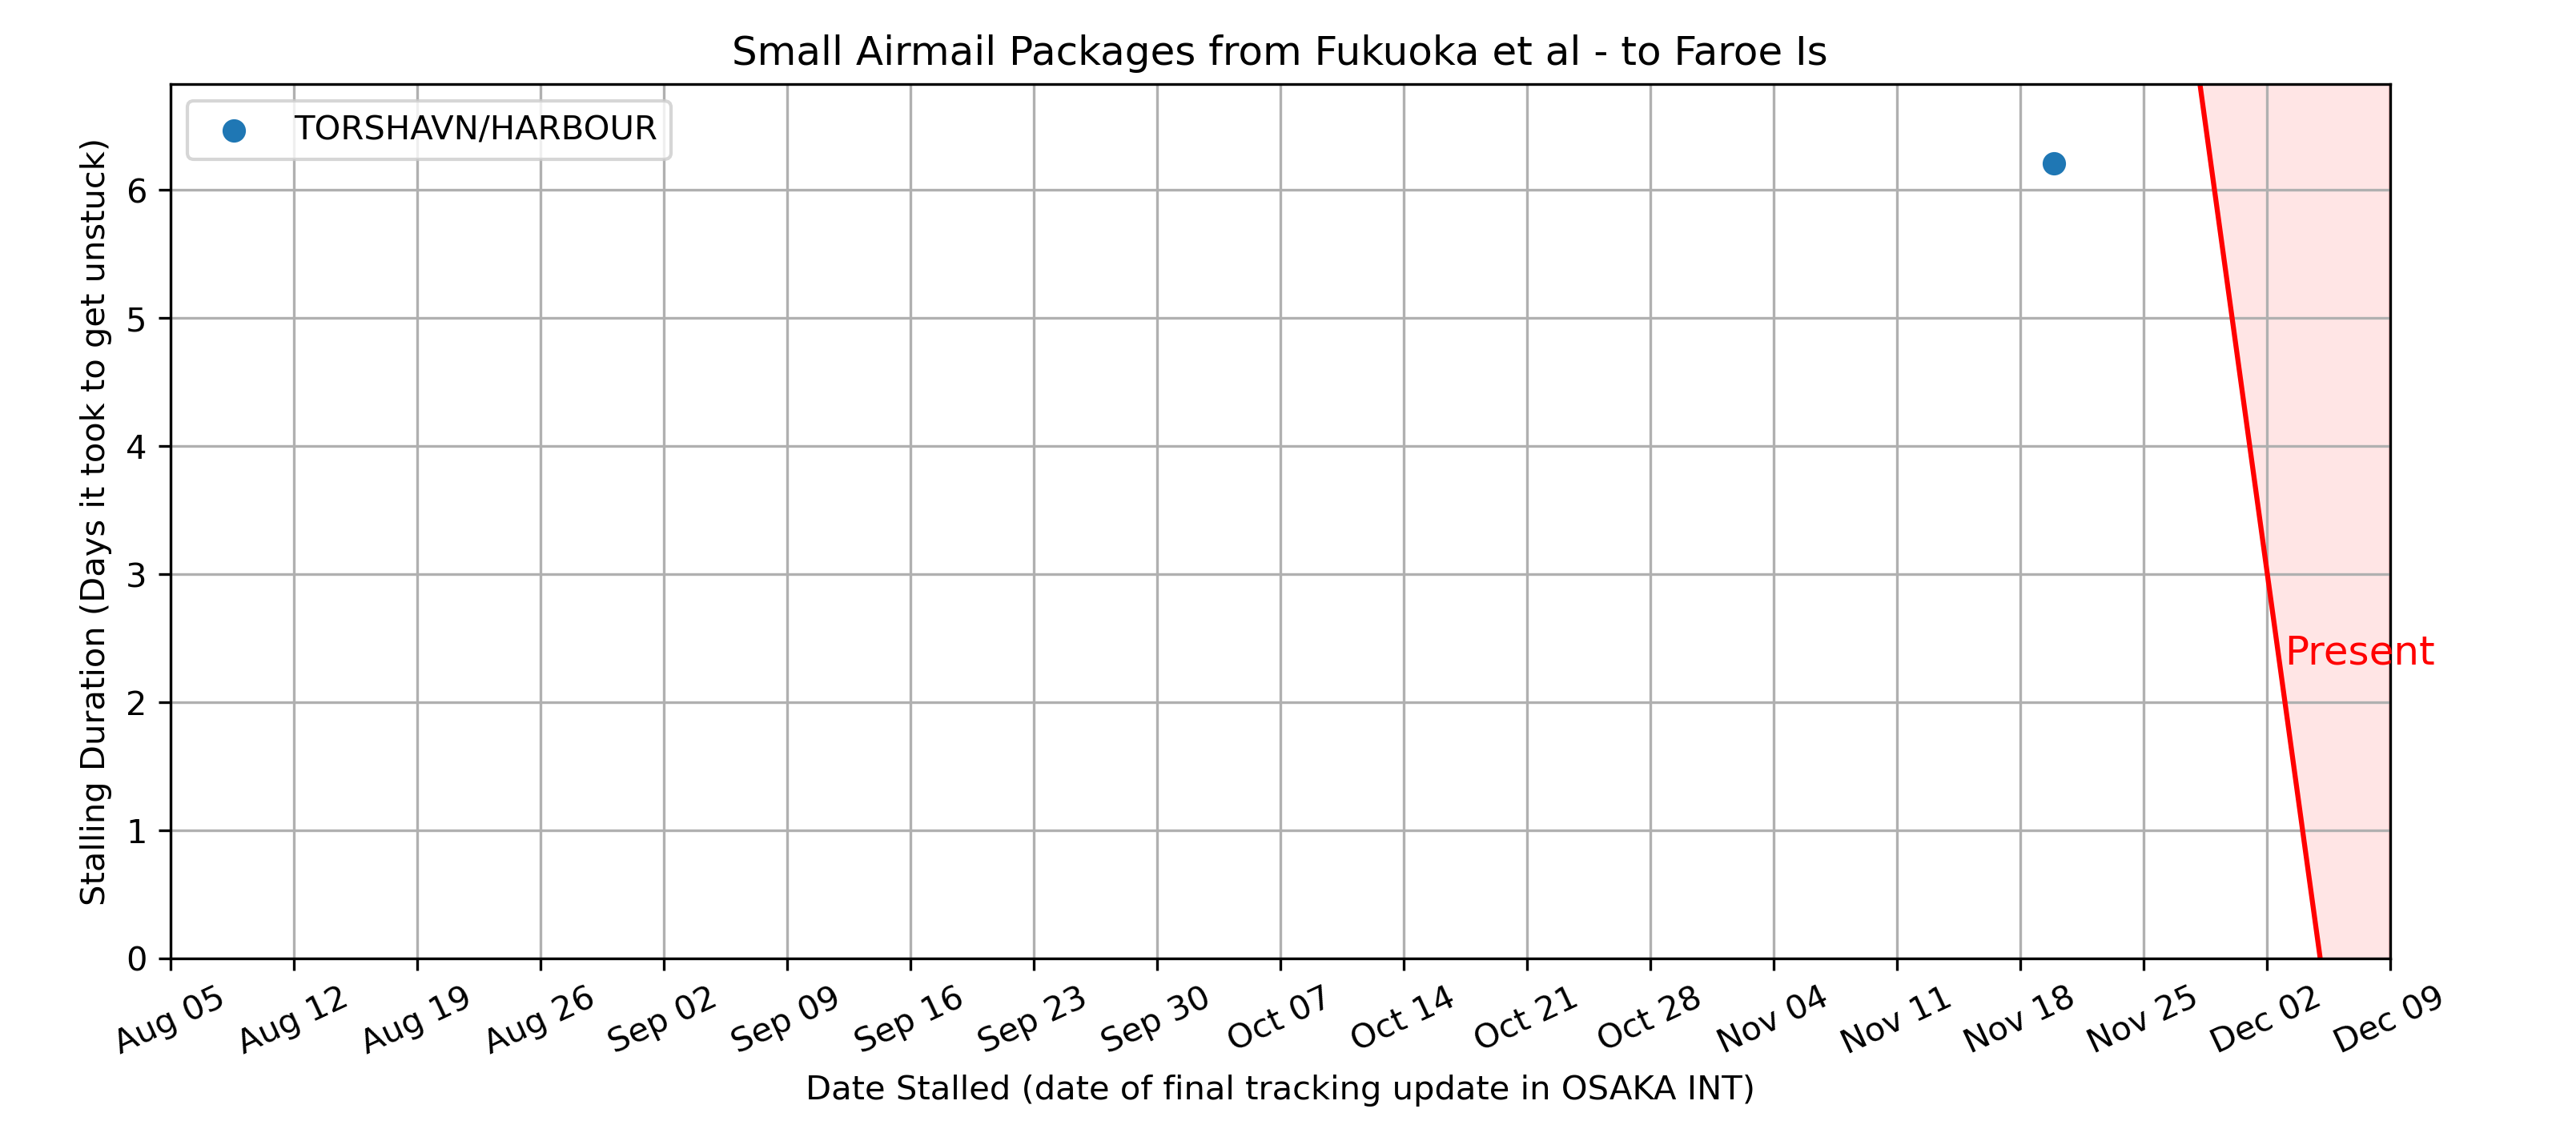 Small Airmail Packages from Fukuoka et al - to Faroe Is
TORSHAVN/HARBOUR
Stalling Duration (Days it took to get unstuck)
6
5
4
3
2
1
0
Present
Aug 05 Aug 12 Aug 19 Aug 26 Sep 02 Sep 09 Sep 16 Sep 23 Sep 30 Oct 07 Oct 14 Oct 21 Oct 28 Nov 04 Nov 11 Nov 18 Nov 25 Dec 02 Dec 09
Date Stalled (date of final tracking update in OSAKA INT)